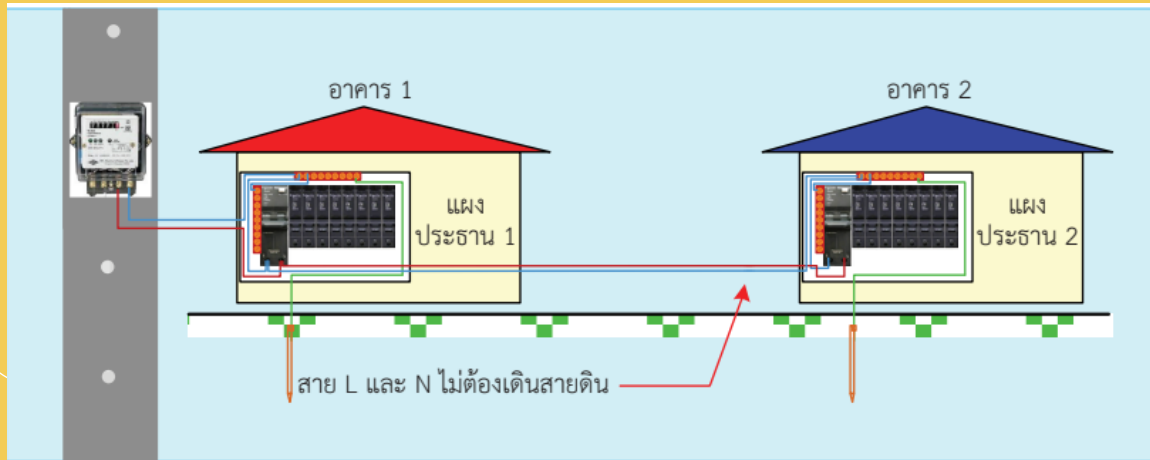 อาคาร 1
อาคาร 2
แผง
ประธาน 1
แผง
ประธาน 2
สาย L และ N ไม่ต้องเดินสายดิน